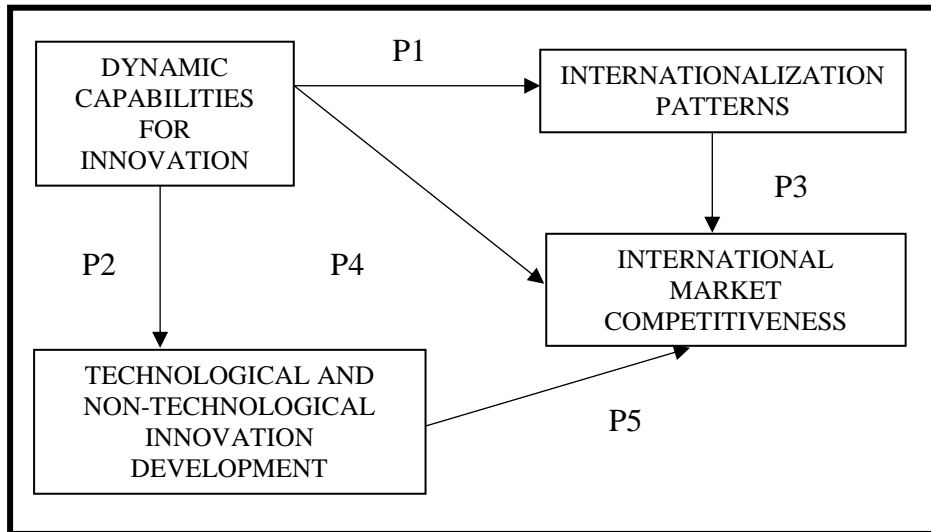 DYNAMIC
CAPABILITIES
FOR
INNOVATION
P1
INTERNATIONALIZATION
PATTERNS
P3
P2
P4
INTERNATIONAL
MARKET
COMPETITIVENESS
TECHNOLOGICAL AND
NON-TECHNOLOGICAL
INNOVATION
DEVELOPMENT
P5